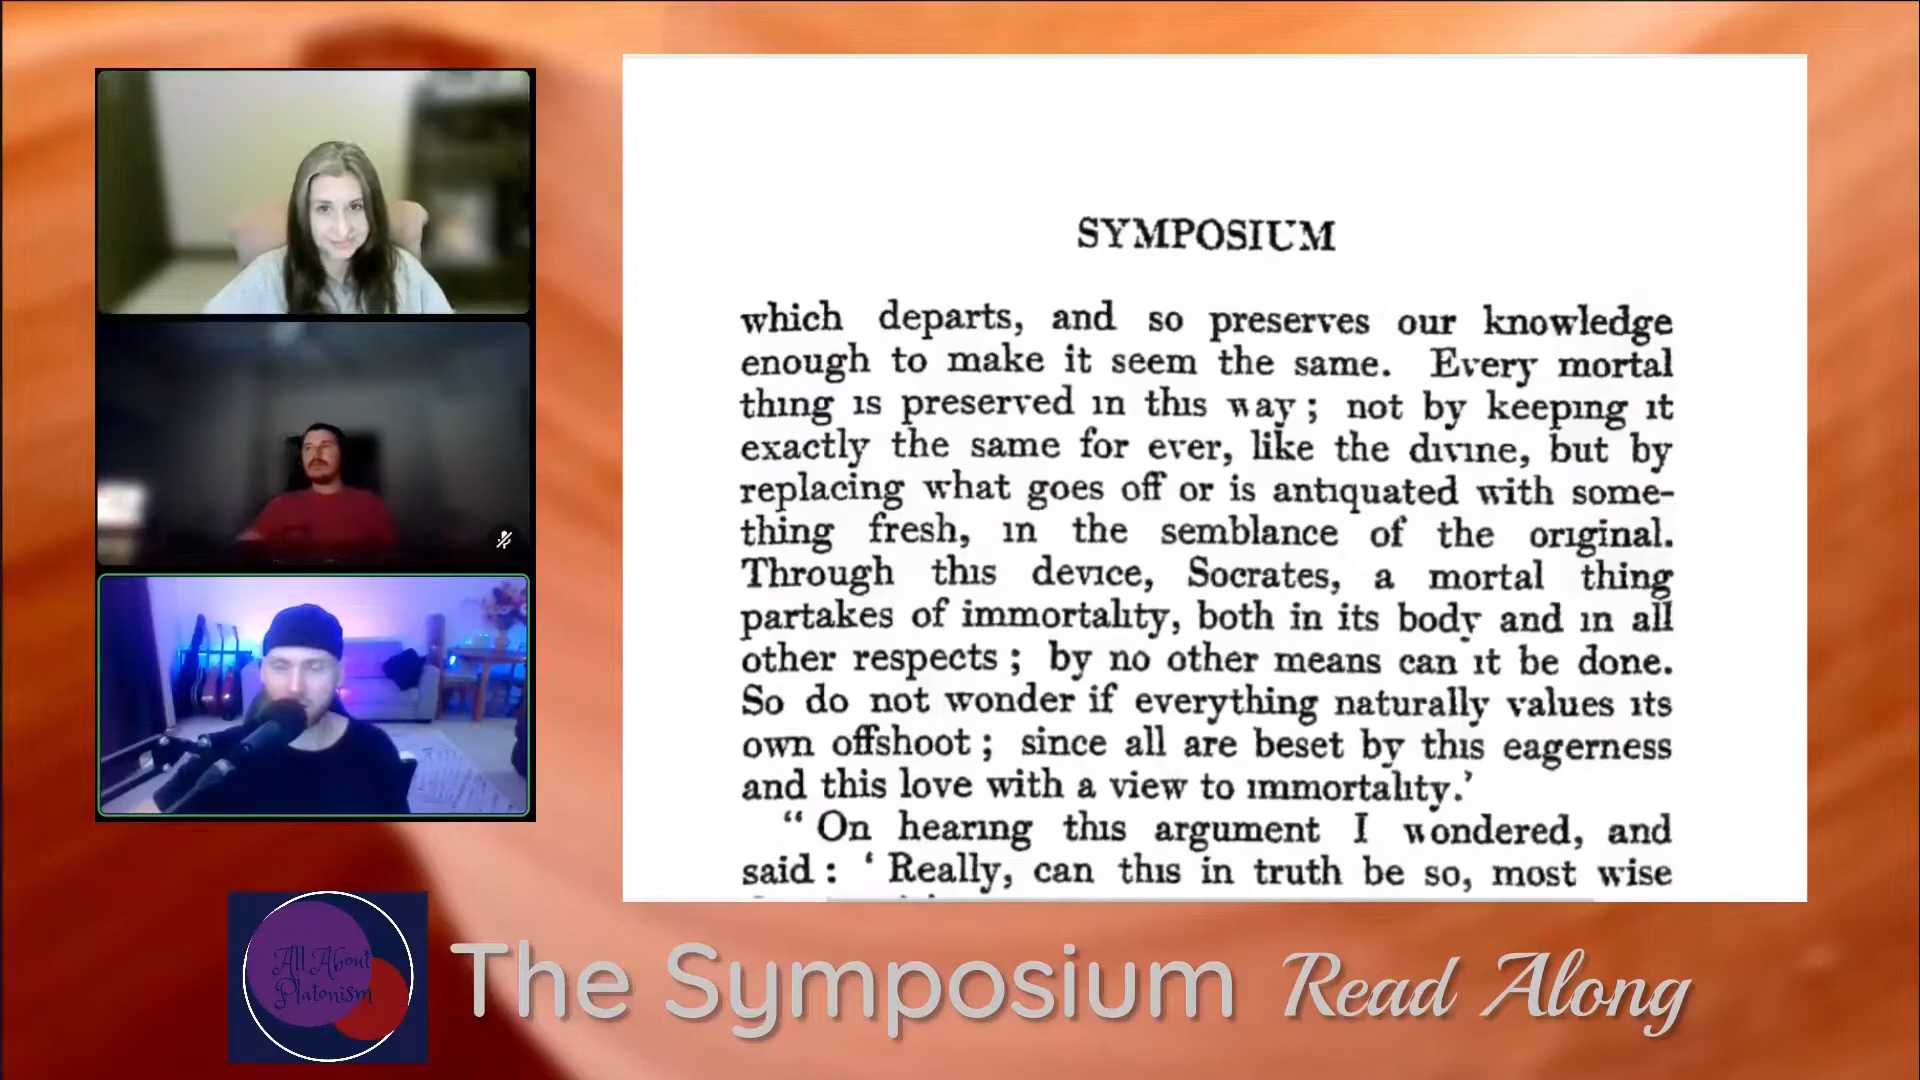 SYMPOSIUM
which departs, and so preserves our knowledge
enough to make it seem the same. Every mortal
thing is preserved in this way ; not by keeping it
exactly the same for ever, like the divine, but by
replacing what goes off or is antiquated with some-
thing fresh, in the semblance of the original.
Through this device, Socrates, a mortal thing
partakes of immortality, both in its body and in all
other respects ; by no other means can it be done.
So do not wonder if everything naturally values its
own offshoot ; since all are beset by this eagerness
and this love with a view to immortality.’
“ On hearing this argument I wondered, and
said : ‘ Really, can this in truth be so, most wise
All About
Platonism
The Symposium Read Along